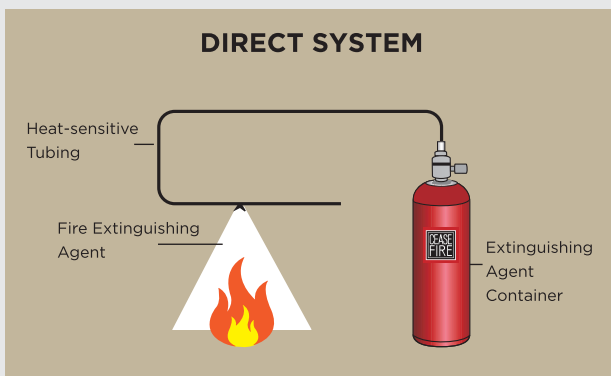 DIRECT SYSTEM
Heat-sensitive
Tubing
Fire Extinguishing
Agent
CEASE
FIRE
Extinguishing
Agent
Container